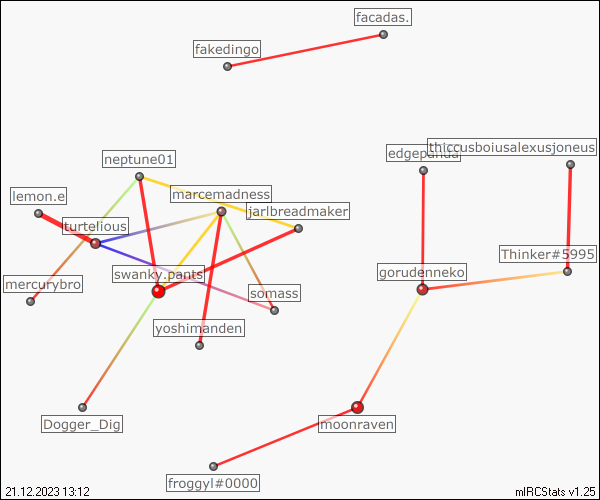 facadas.
fakedingo
thiccusboiusalexusjoneus
edgepanda
neptune01
marcemadness
lemon.e
jarlbreadmaker
turtelious
Thinker#5995
swanky.pants
gorudenneko
mercurybro
somass
yoshimanden
Dogger_Dig
moonraven
froggyl#0000
21.12.2023 13:12
mIRCStats v1.25